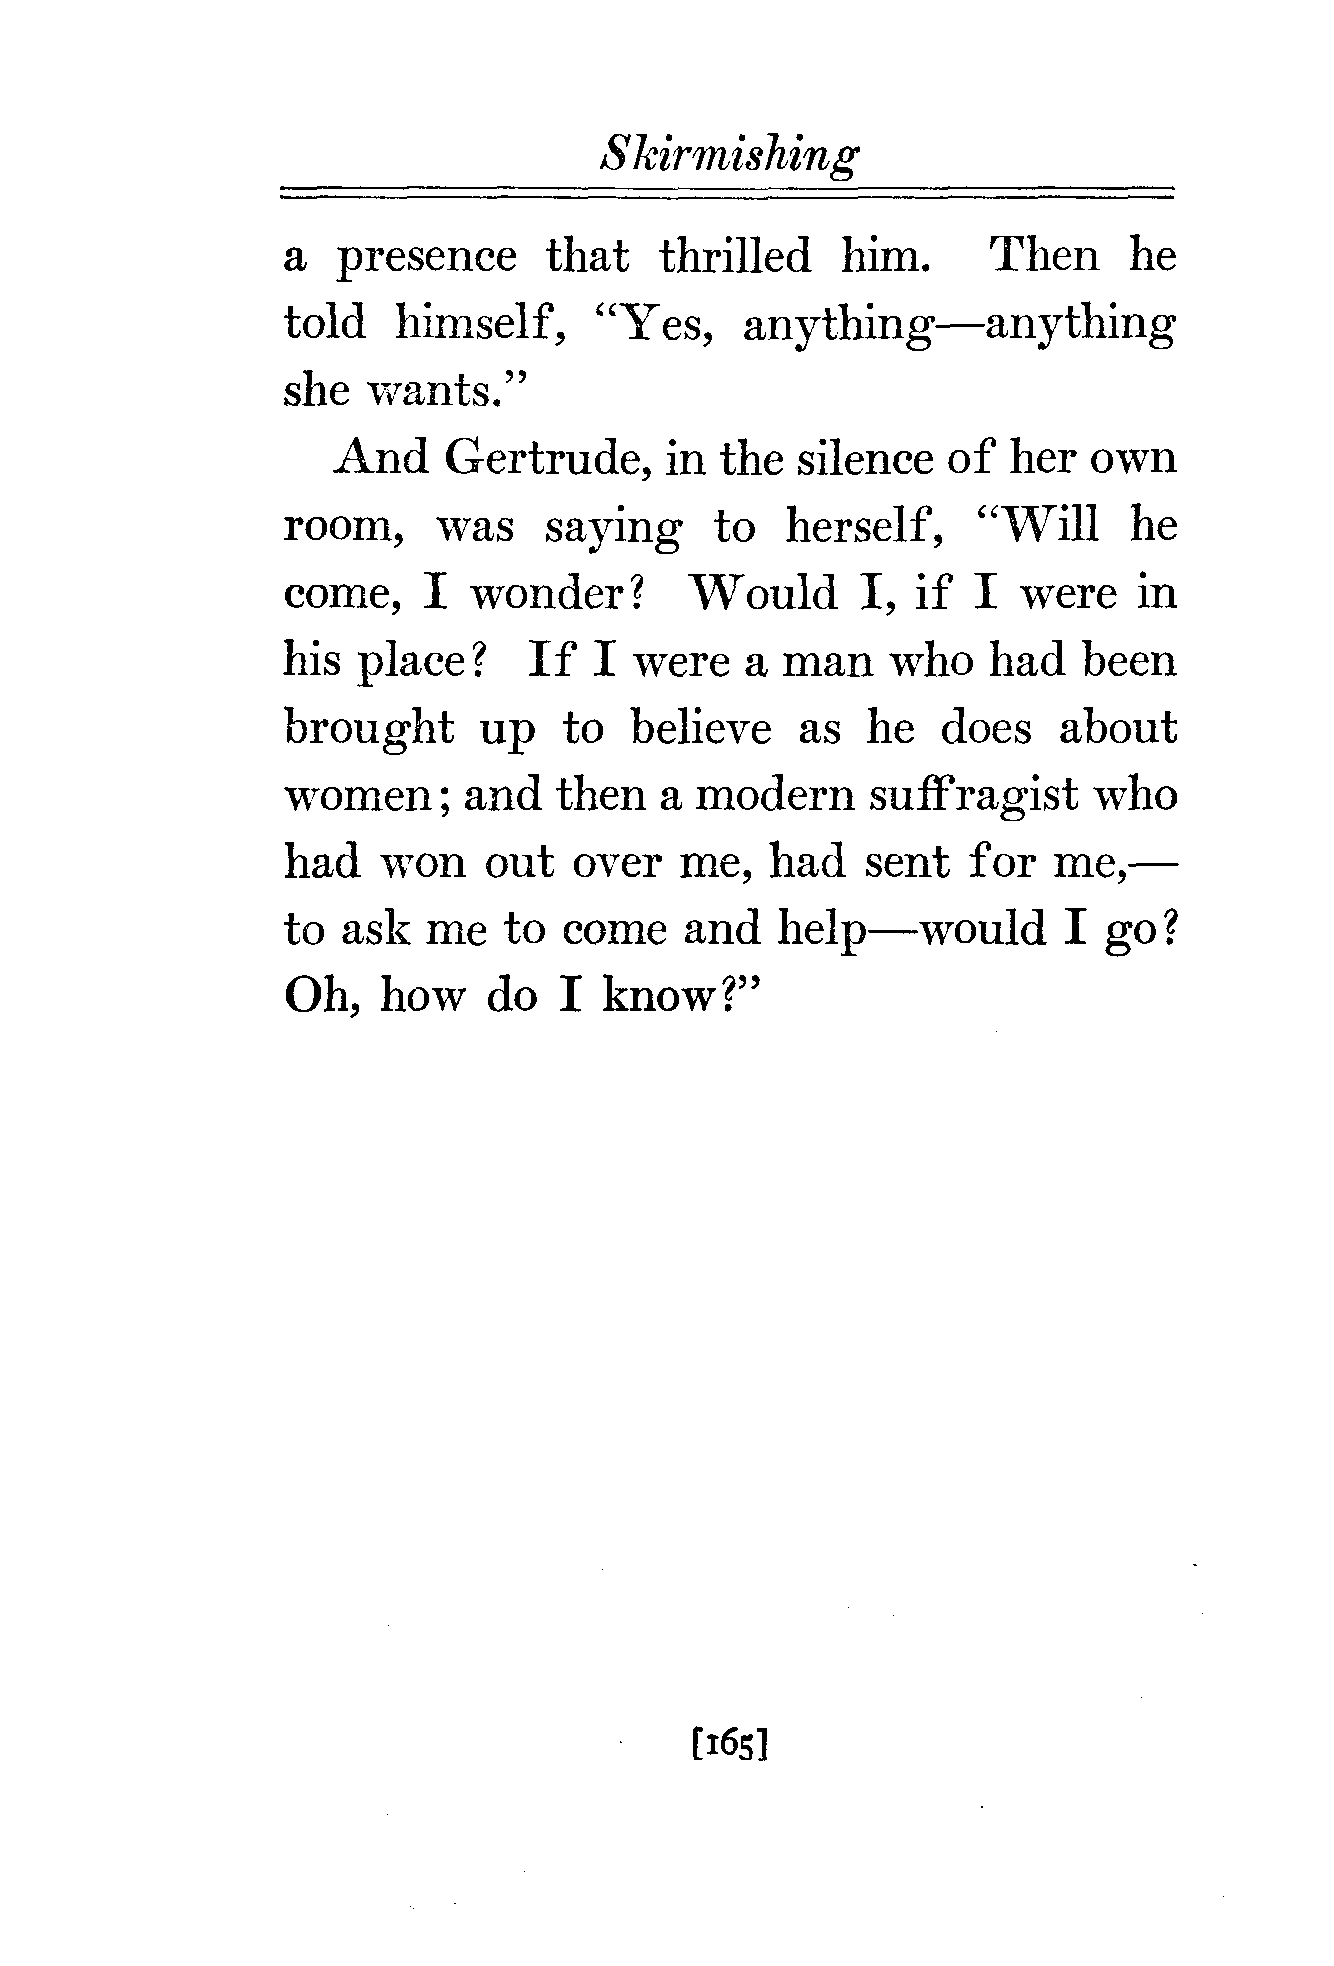 Skirmishing
a presence that thrilled him. Then he
told himself, “Yes, anything—anything
she wants.”
And Gertrude, in the silence of her own
room, was saying to herself, “Will he
come, I wonder? Would I, if I were in
his place? If I were a man who had been
brought up to believe as he does about
women; and then a modern suffragist who
had won out over me, had sent for me,—
to ask me to come and help—would I go?
Oh, how do I know?”
[165]